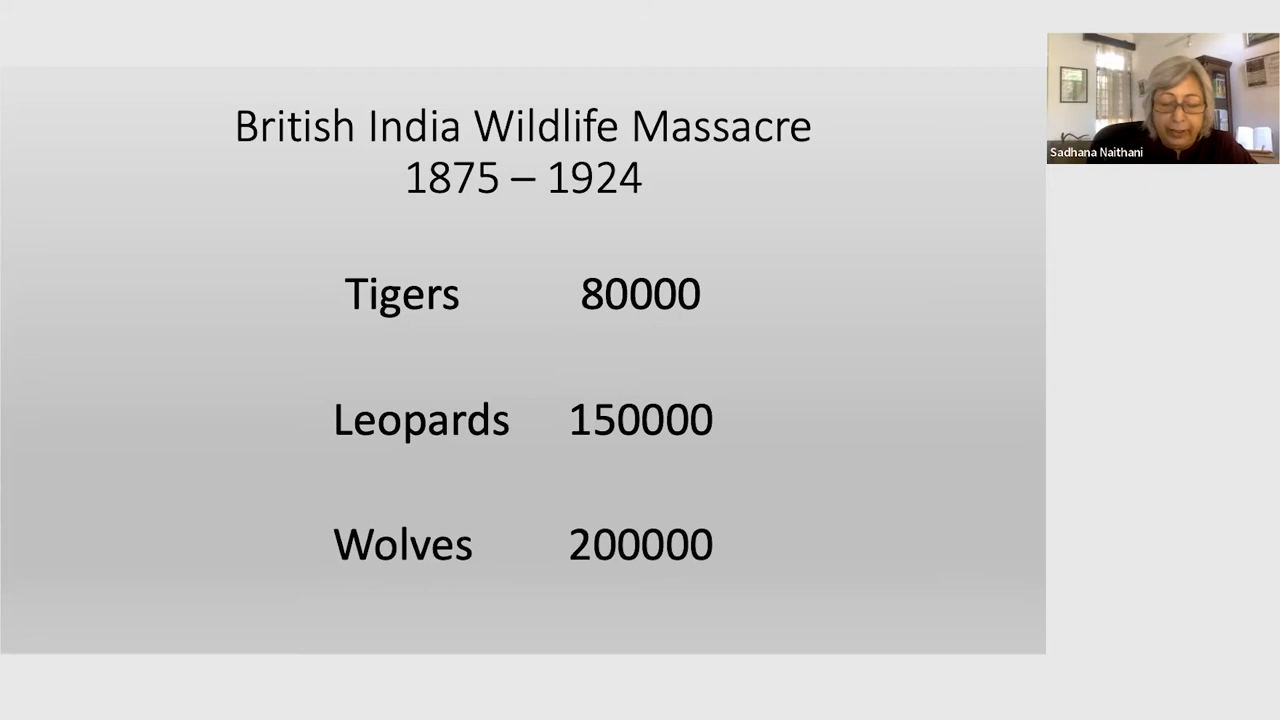 British India Wildlife Massacre
1875 – 1924
Tigers 80000
Leopards 150000
Wolves 200000
Sadhana Naithani